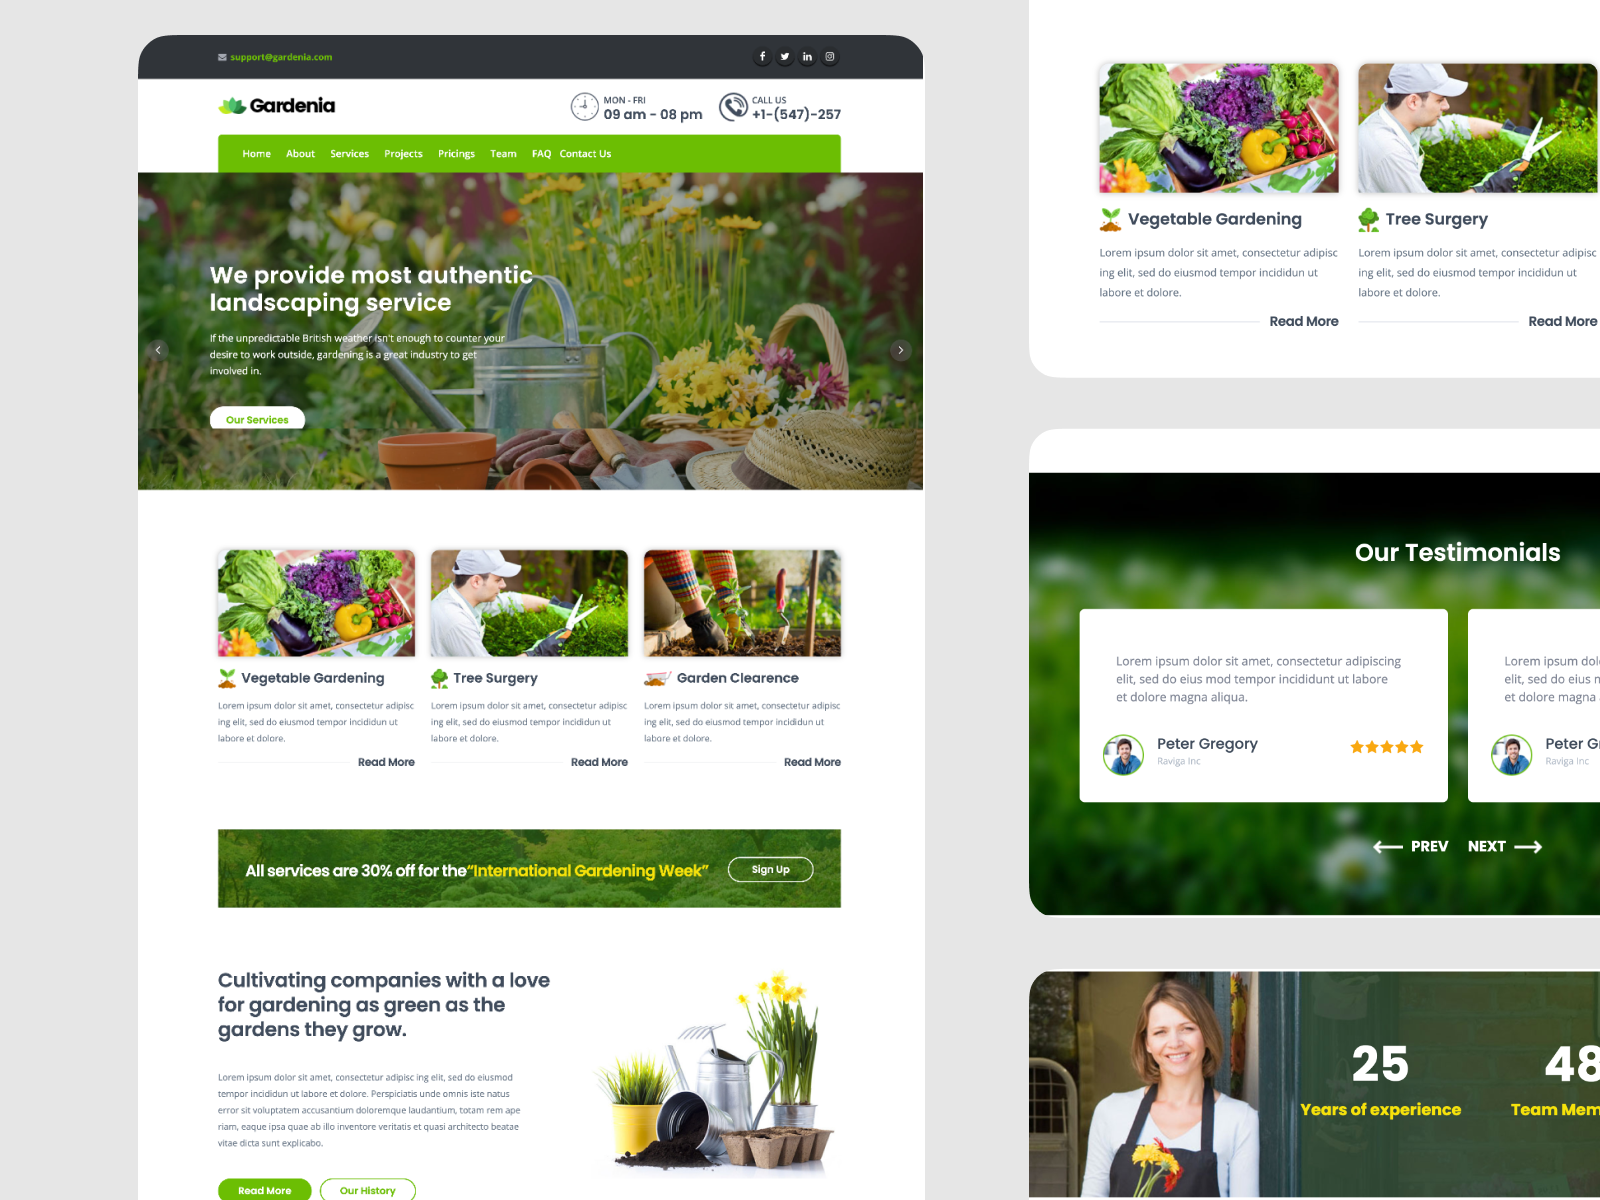 support@gardenia.com
Gardenia
MON - FRI
09 am - 08 pm
CALL US
+1-(547)-257
Home About Services Projects Pricings Team FAQ Contact Us
We provide most authentic
landscaping service
If the unpredictable British weather isn't enough to counter your
desire to work outside, gardening is a great industry to get
involved in.
Our Services
Vegetable Gardening
Lorem ipsum dolor sit amet, consectetur adipisc
ing elit, sed do eiusmod tempor incididun ut
labore et dolore.
Read More
Tree Surgery
Lorem ipsum dolor sit amet, consectetur adipisc
ing elit, sed do eiusmod tempor incididun ut
labore et dolore.
Read More
Garden Clearence
Lorem ipsum dolor sit amet, consectetur adipisc
ing elit, sed do eiusmod tempor incididun ut
labore et dolore.
Read More
All services are 30% off for the“International Gardening Week”
Sign Up
Cultivating companies with a love
for gardening as green as the
gardens they grow.
Lorem ipsum dolor sit amet, consectetur adipisc ing elit, sed do eiusmod
tempor incididun ut labore et dolore. Perspiciatis unde omnis iste natus
error sit voluptatem accusantium doloremque laudantium, totam rem ape
riam, eaque ipsa quae ab illo inventore veritatis et quasi architecto beatae
vitae dicta sunt explicabo.
Read More
Our History
Vegetable Gardening
Lorem ipsum dolor sit amet, consectetur adipisc
ing elit, sed do eiusmod tempor incididun ut
labore et dolore.
Read More
Tree Surgery
Lorem ipsum dolor sit amet, consectetur adipisc
ing elit, sed do eiusmod tempor incididun ut
labore et dolore.
Read More
Our Testimonials
Lorem ipsum dolor sit amet, consectetur adipiscing
elit, sed do eius mod tempor incididunt ut labore
et dolore magna aliqua.
Peter Gregory
Raviga Inc
Lorem ipsum dol
elit, sed do eius m
et dolore magna
Peter G
Raviga Inc
PREV NEXT
25
Years of experience
48
Team Mem